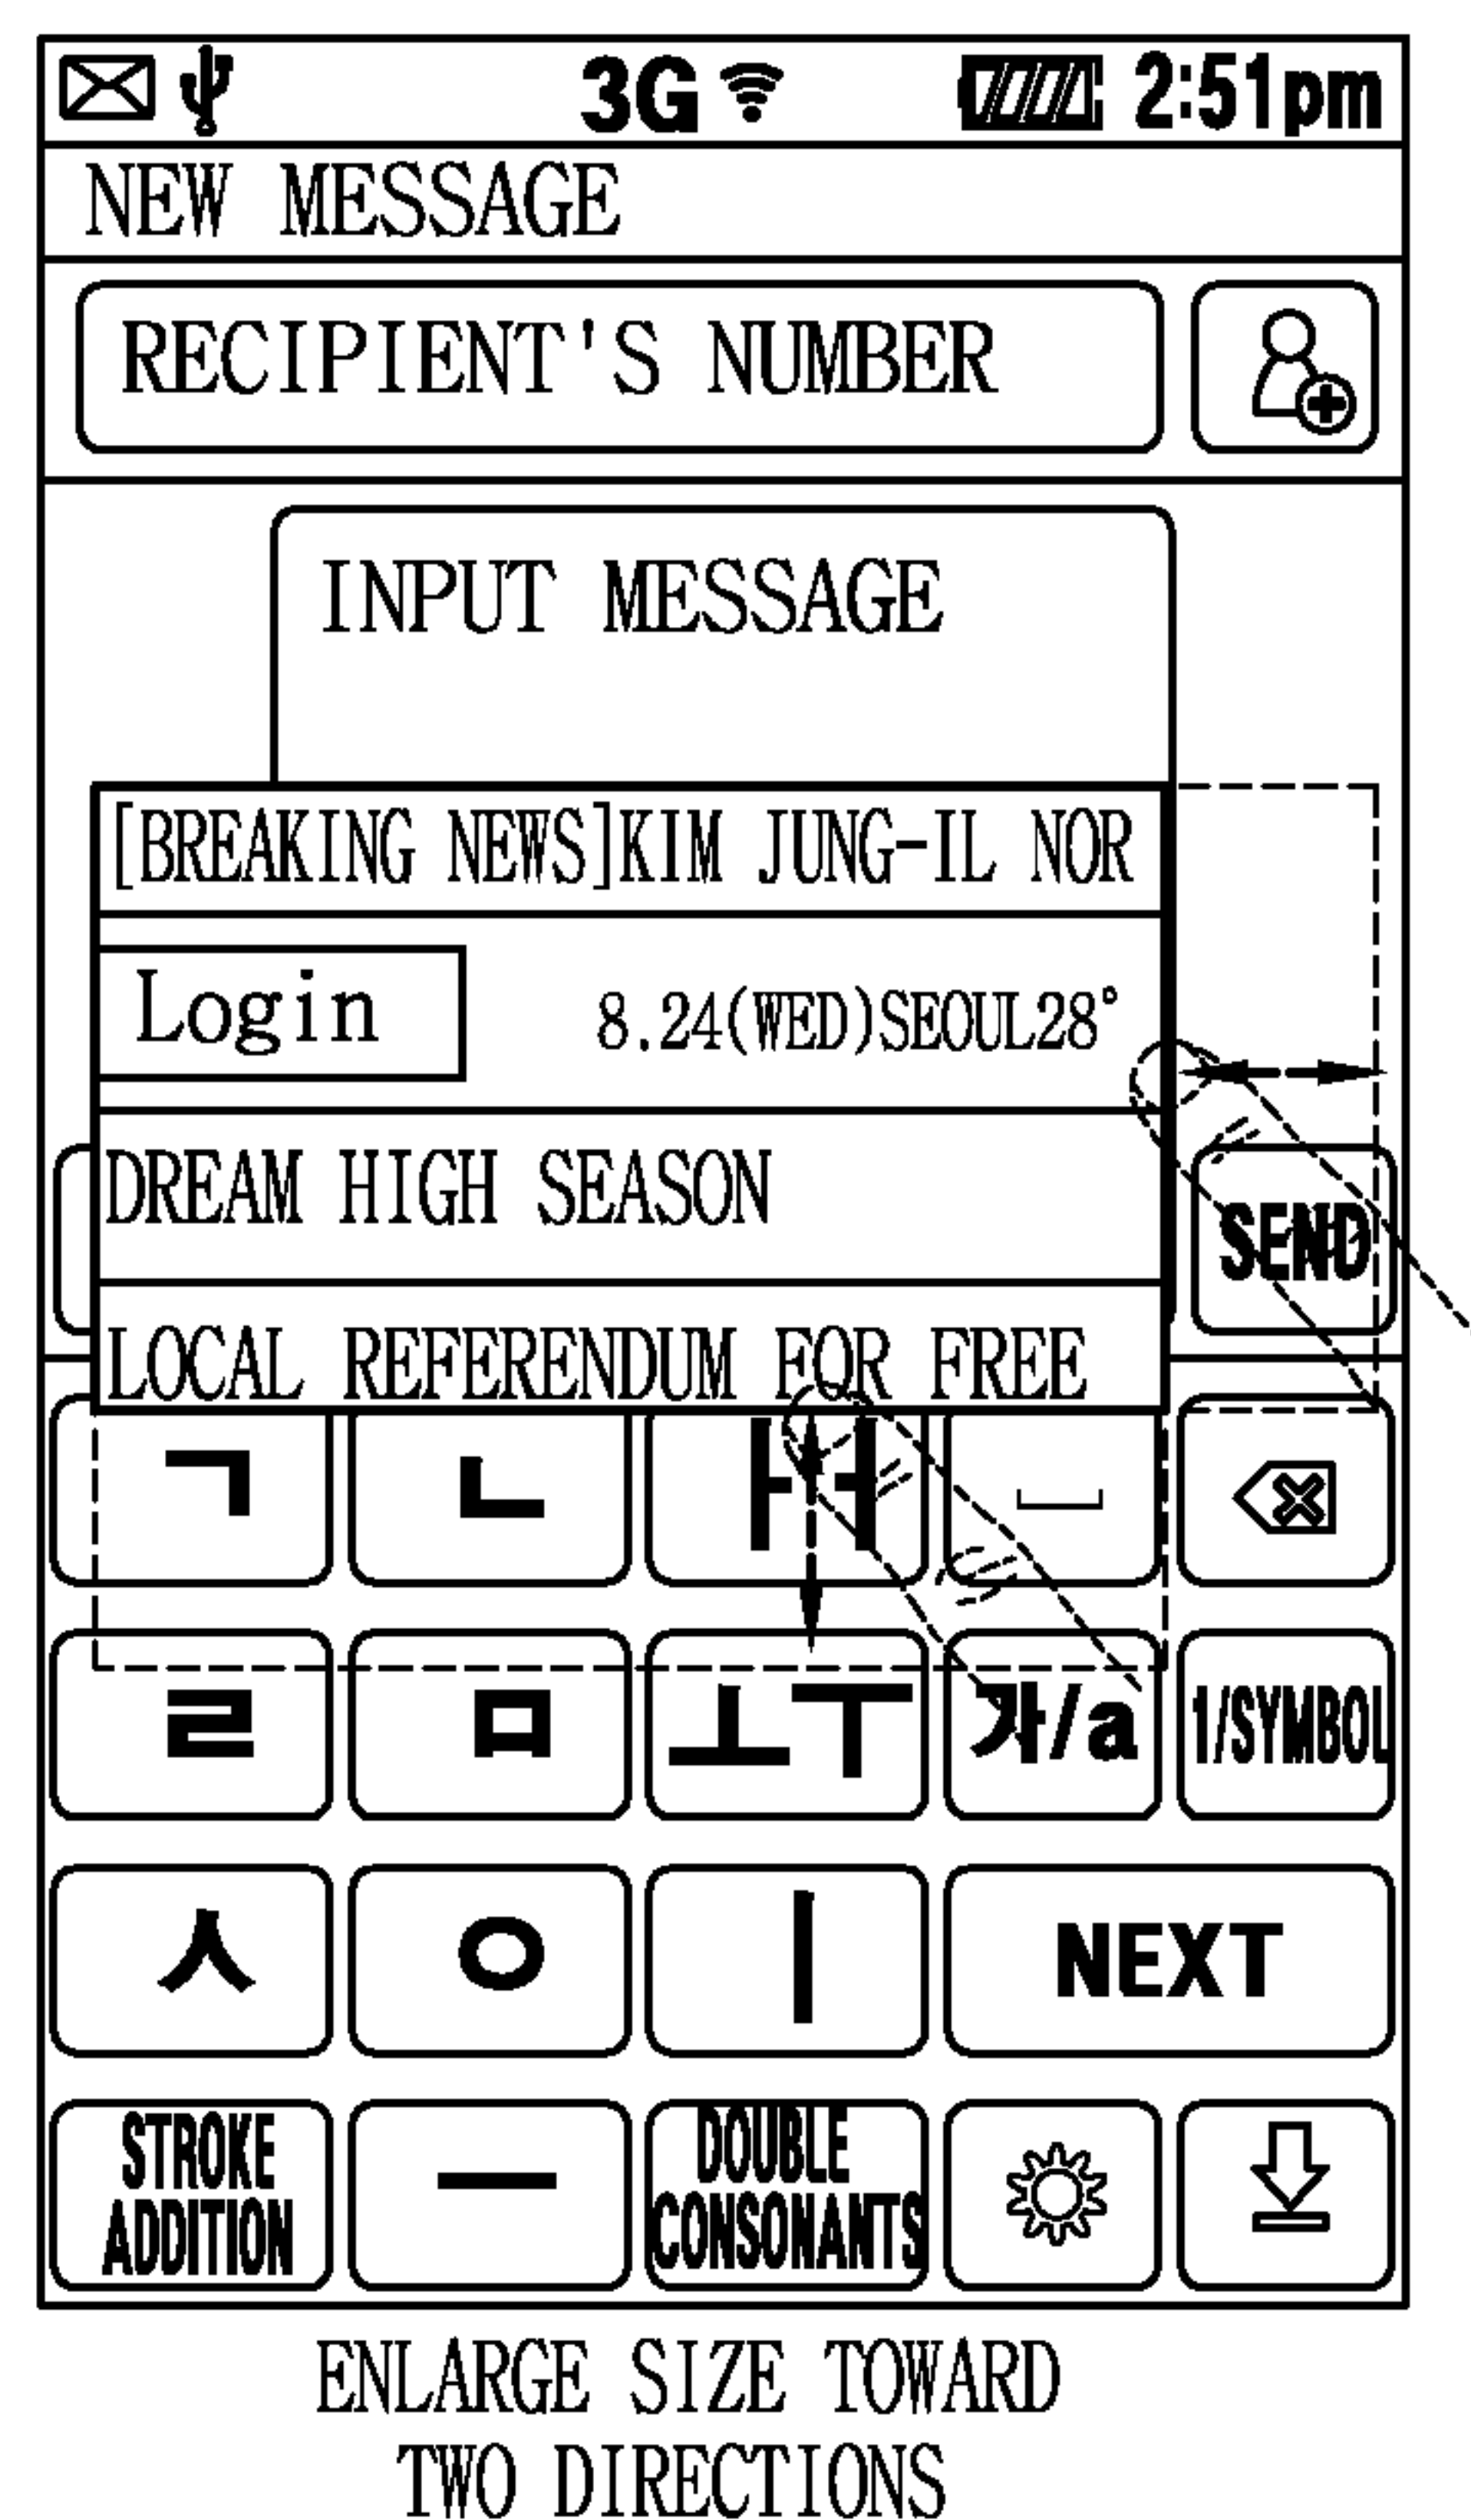 3G 2:51pm
NEW MESSAGE
RECIPIENT'S NUMBER
INPUT MESSAGE
[BREAKING NEWS]KIM JUNG-IL NOR
Login 8.24(WED)SEOUL28°
DREAM HIGH SEASON
SEND
LOCAL REFERENDUM FOR FREE
ㄱ ㄴ ㅏㅓ
ㄹ ㅁ ㅗㅜ 가/a 1/SYMBOL
ㅅ ㅇ ㅣ NEXT
STROKE
ADDITION
ㅡ
DOUBLE
CONSONANTS
ENLARGE SIZE TOWARD
TWO DIRECTIONS